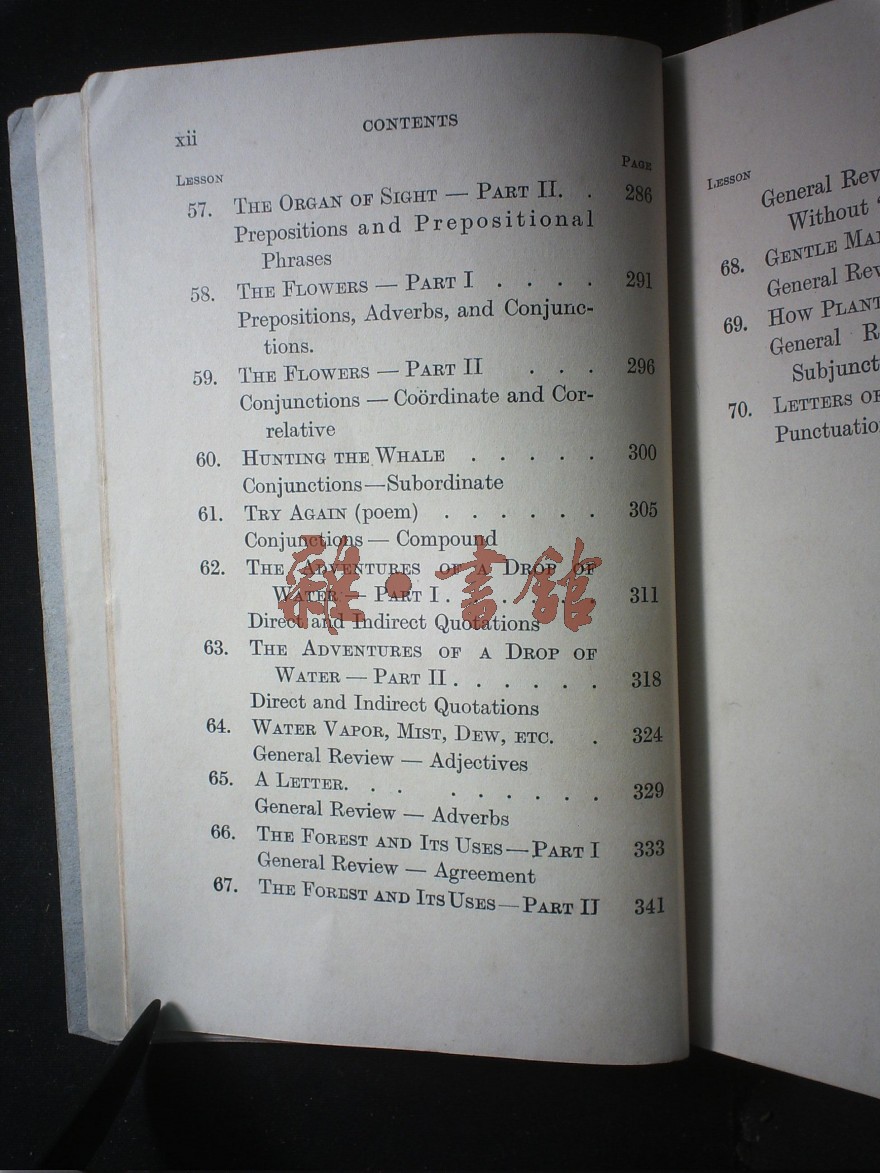 xii
CONTENTS
LESSON
PAGE
57. THE ORGAN OF SIGHT — PART II. . 286
Prepositions and Prepositional
Phrases
58. THE FLOWERS — PART I . . . . 291
Prepositions, Adverbs, and Conjunc-
tions.
59. THE FLOWERS — PART II . . . 296
Conjunctions — Coördinate and Cor-
relative
60. HUNTING THE WHALE . . . . . 300
Conjunctions—Subordinate
61. TRY AGAIN (poem) . . . . . . 305
Conjunctions — Compound
62. THE ADVENTURES OF A DROP OF
WATER — PART I . . . . . . 311
Direct and Indirect Quotations
63. THE ADVENTURES OF A DROP OF
WATER — PART II . . . . . . 318
Direct and Indirect Quotations
64. WATER VAPOR, MIST, DEW, ETC. . 324
General Review — Adjectives
65. A LETTER. . . . . . . . . 329
General Review — Adverbs
66. THE FOREST AND ITS USES—PART I 333
General Review — Agreement
67. THE FOREST AND ITS USES—PART II 341
雜·書館
LESSON
General Rev
Without
68. GENTLE MA
General Rev
69. HOW PLANT
General R
Subjunct
70. LETTERS OF
Punctuatio